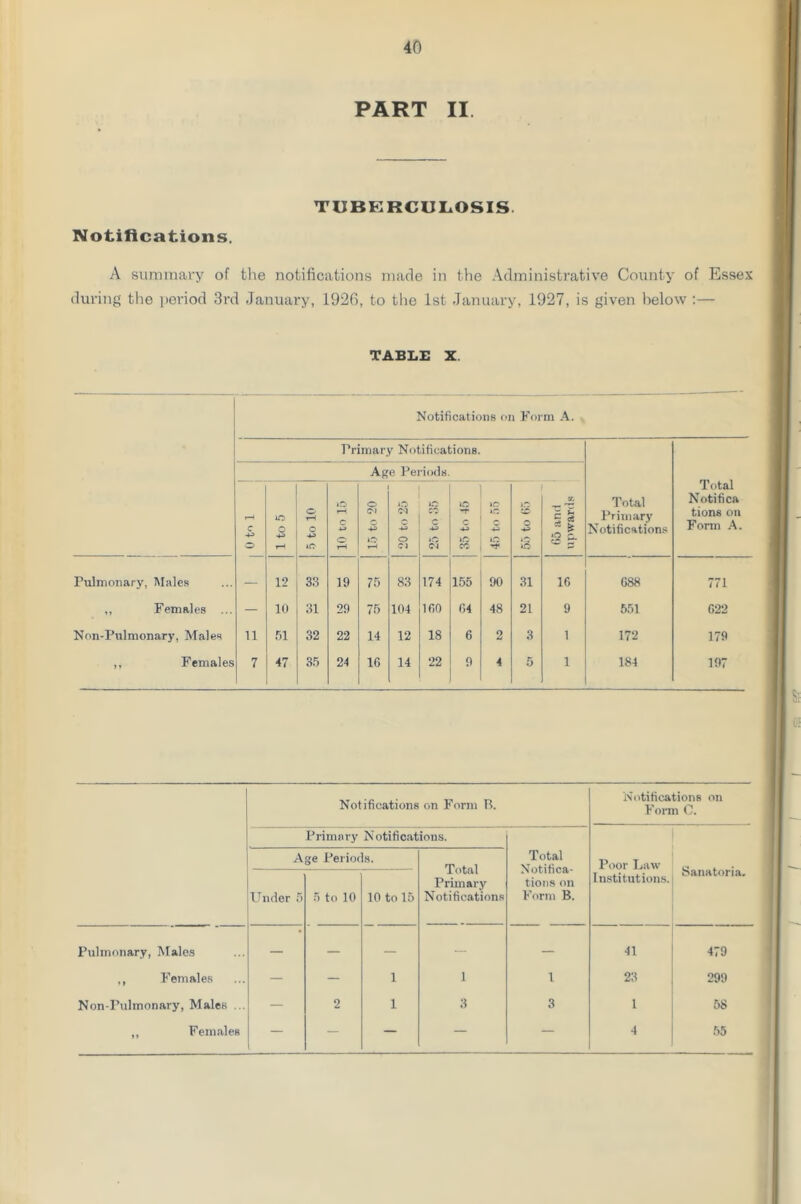 40
PART II.
TUBERCULOSIS.
Notifications.
A summary of the notifications made in the Administrative County of Essex
during the period 3rd January, 1926, to the 1st January, 1927, is given below :—
TABLE X.
Notifications on Form A.
Primary Notifications.
Age Periods.
0 to 1 | 1 to 5 | 5 to 10 | 10 to 15 | 15 to 20 | 20 to 25 | 25 to 35 | 35 to 45 | 45 to 55 | 55 to 65 | 65 and upwards | Total Primary Notifications | Total Notifica tions on Form A.
Pulmonary, Males ... — 12 33 19 75 83 174 155 90 31 16 688 771
,, Females ... — 10 31 29 75 104 160 64 48 21 9 551 622
Non-Pulmonary, Males 11 51 32 22 14 12 18 6 2 3 1 172 179
,, Females 7 47 35 24 16 14 22 9 4 5 1 184 197
Notifications on Form B. | Notifications on Form C.
Primary Notifications.
Age Periods.
Under 5 | 5 to 10 | 10 to 15 | Total Primary Notifications | Total Notifica- tions on Form B. | Poor Law Institutions. | Sanatoria.
Pulmonary, Males ... — — — — — 41 479
,, Females ... — — 1 1 1 23 299
Non-Pulmonary, Males ... — 2 1 3 3 1 58
,, Females — — — — — 4 55